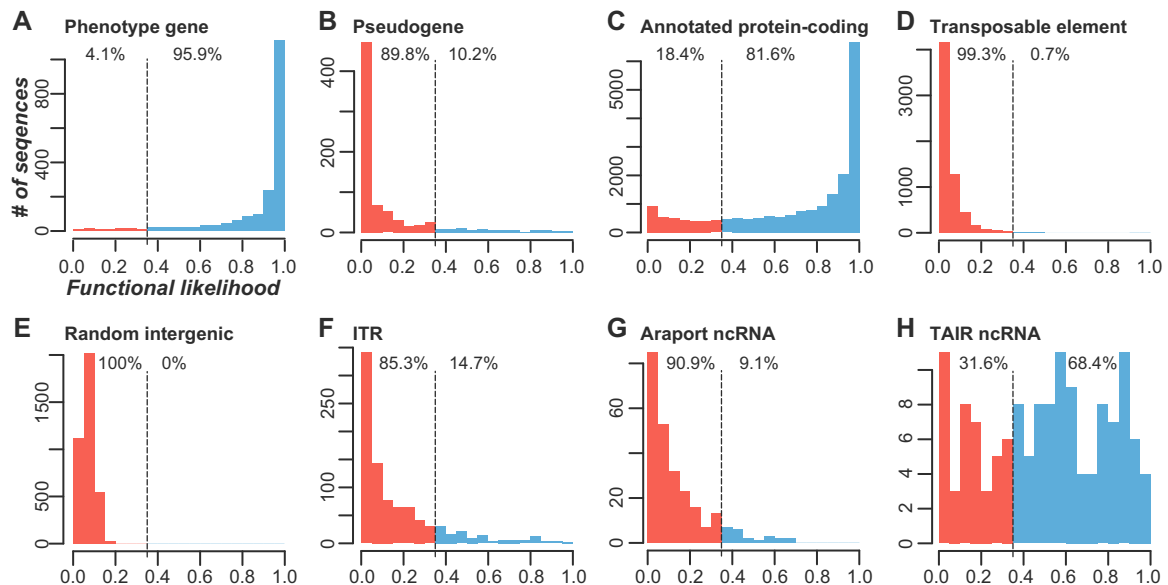 A Phenotype gene
4.1% 95.9%
# of seqences
0 400 800
0.0 0.2 0.4 0.6 0.8 1.0
Functional likelihood
B Pseudogene
89.8% 10.2%
0 200 400
0.0 0.2 0.4 0.6 0.8 1.0
C Annotated protein-coding
18.4% 81.6%
0 2000 5000
0.0 0.2 0.4 0.6 0.8 1.0
D Transposable element
99.3% 0.7%
0 1000 3000
0.0 0.2 0.4 0.6 0.8 1.0
E Random intergenic
100% 0%
0 500 1500
0.0 0.2 0.4 0.6 0.8 1.0
F ITR
85.3% 14.7%
0 100 250
0.0 0.2 0.4 0.6 0.8 1.0
G Araport ncRNA
90.9% 9.1%
0 20 60
0.0 0.2 0.4 0.6 0.8 1.0
H TAIR ncRNA
31.6% 68.4%
0 2 4 6 8
0.0 0.2 0.4 0.6 0.8 1.0